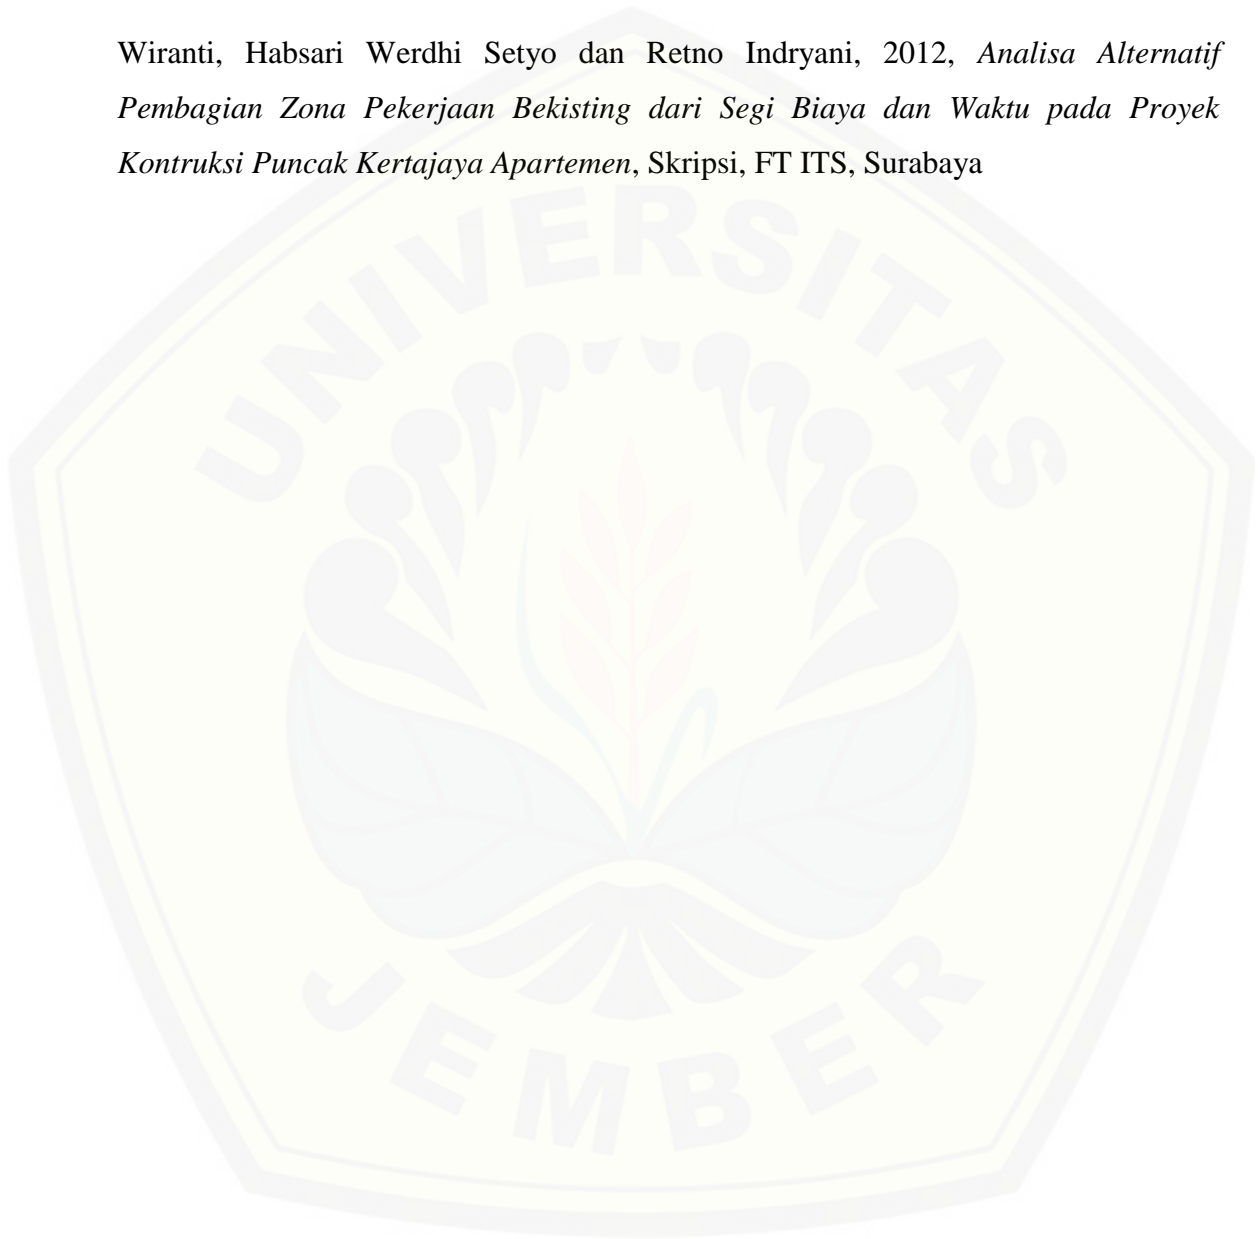 Wiranti, Habsari Werdhi Setyo dan Retno Indryani, 2012, Analisa Alternatif
Pembagian Zona Pekerjaan Bekisting dari Segi Biaya dan Waktu pada Proyek
Kontruksi Puncak Kertajaya Apartemen, Skripsi, FT ITS, Surabaya
UNIVERSITAS
JEMBER